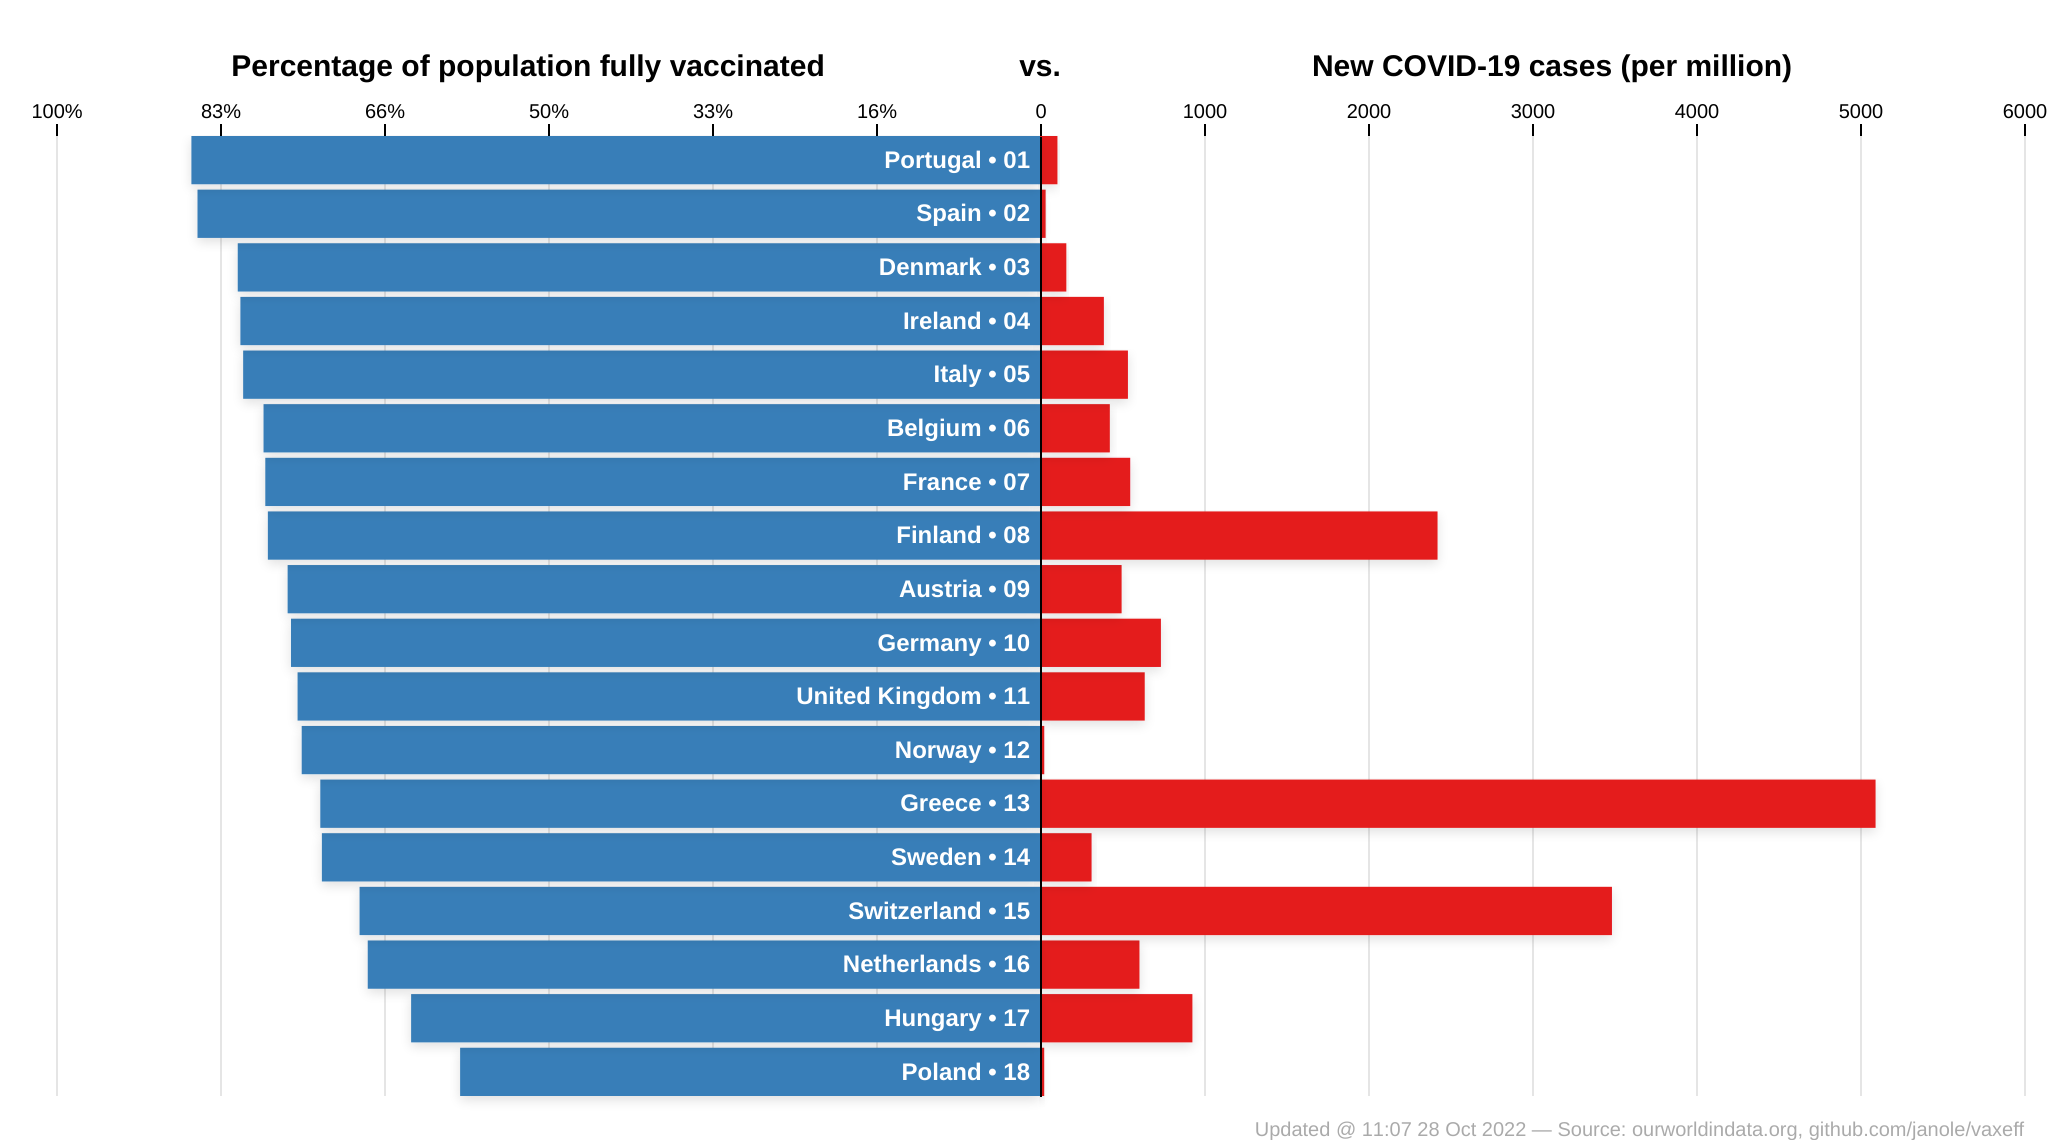 Percentage of population fully vaccinated vs. New COVID-19 cases (per million)
100% 83% 66% 50% 33% 16% 0 1000 2000 3000 4000 5000 6000
Portugal • 01
Spain • 02
Denmark • 03
Ireland • 04
Italy • 05
Belgium • 06
France • 07
Finland • 08
Austria • 09
Germany • 10
United Kingdom • 11
Norway • 12
Greece • 13
Sweden • 14
Switzerland • 15
Netherlands • 16
Hungary • 17
Poland • 18
Updated @ 11:07 28 Oct 2022 — Source: ourworldindata.org, github.com/janole/vaxeff